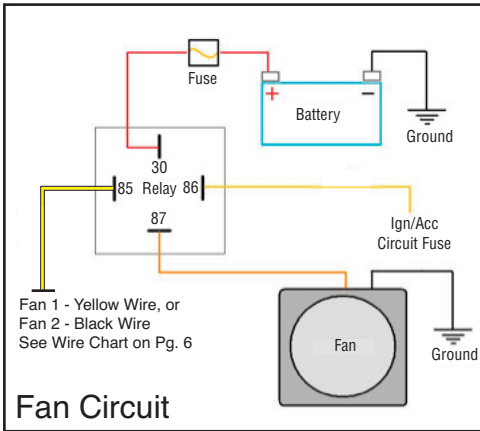 Fuse
+
−
Battery
Ground
30
85 Relay 86
87
Ign/Acc
Circuit Fuse
Fan 1 - Yellow Wire, or
Fan 2 - Black Wire
See Wire Chart on Pg. 6
Fan
Ground
Fan Circuit